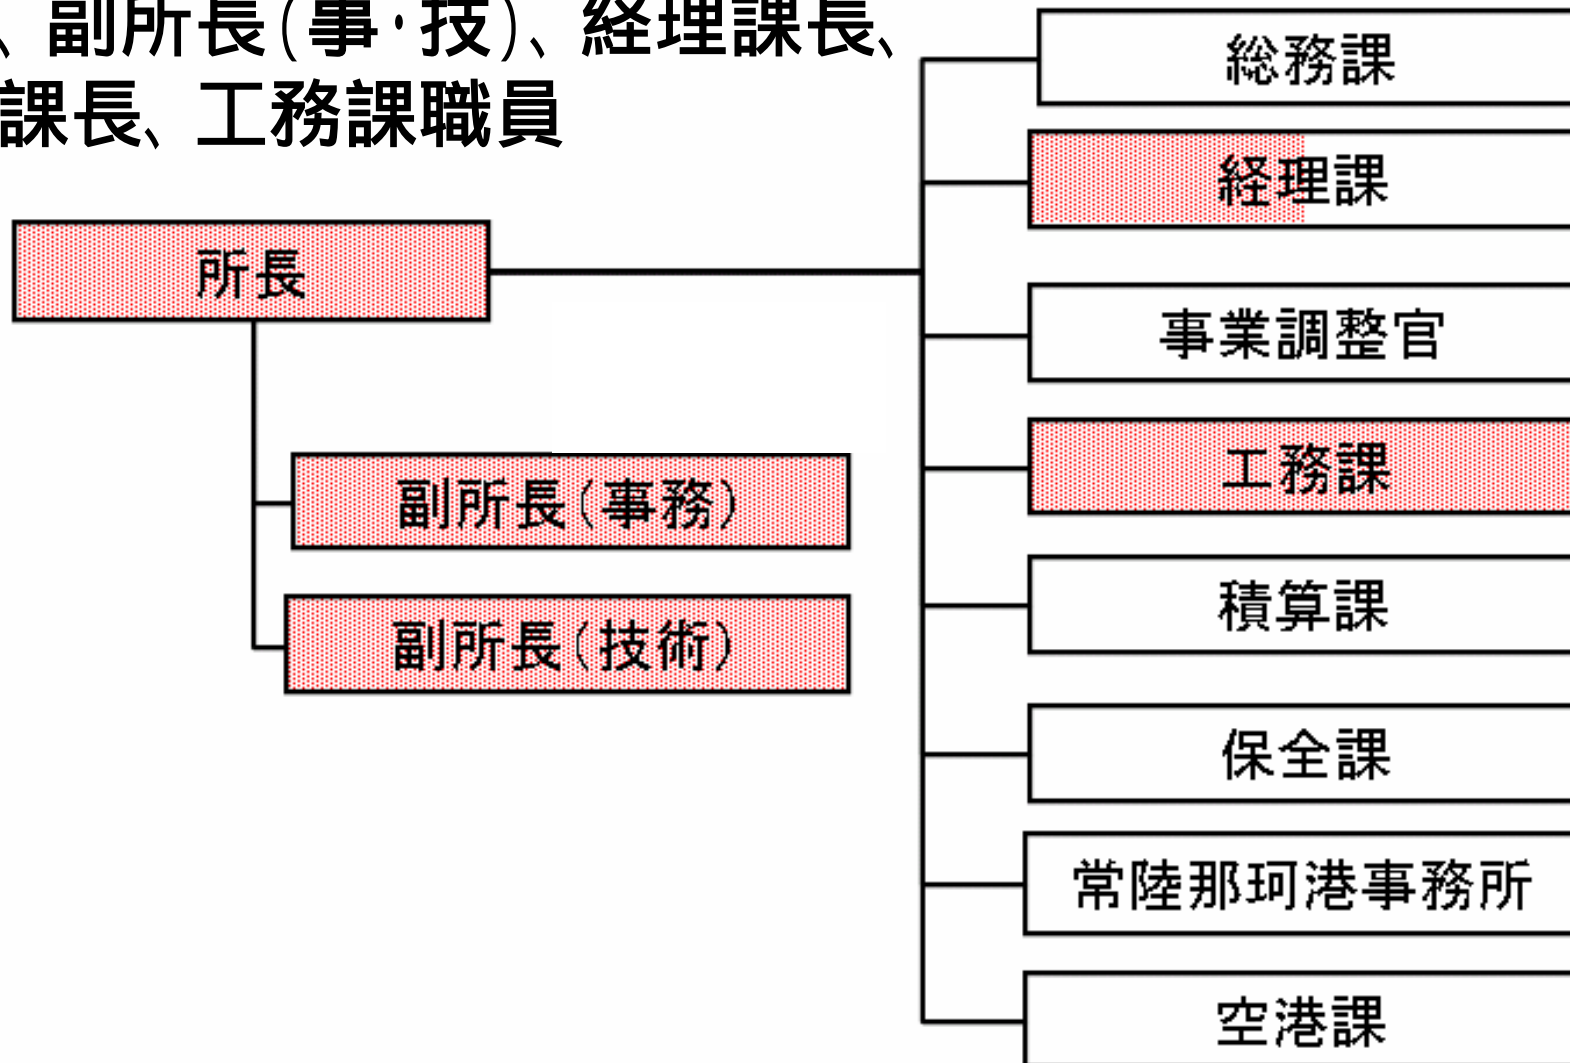 、副所長(事・技)、経理課長、
課長、工務課職員
総務課
経理課
所長
事業調整官
工務課
副所長(事務)
積算課
副所長(技術)
保全課
常陸那珂港事務所
空港課